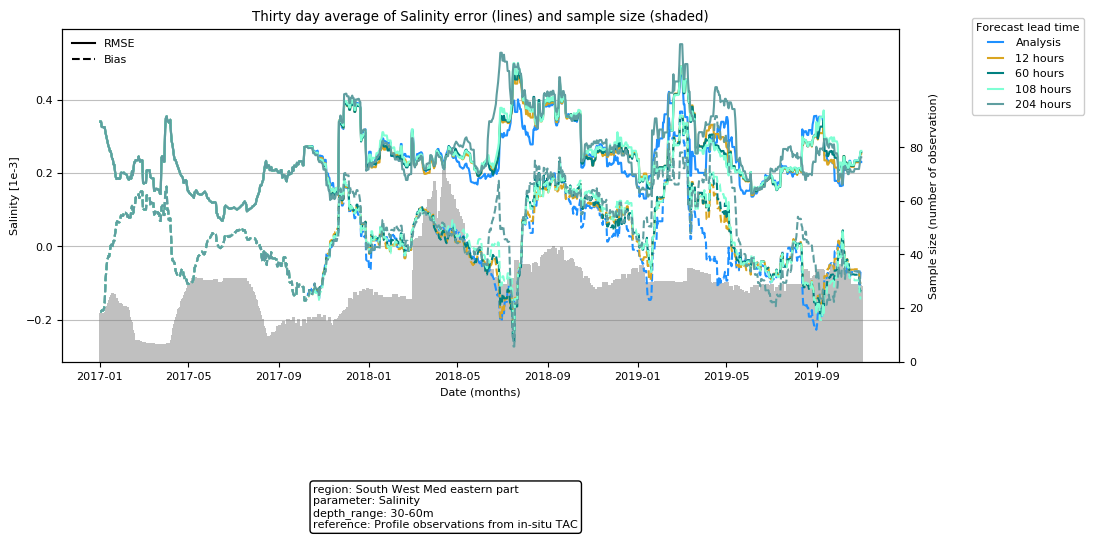 Thirty day average of Salinity error (lines) and sample size (shaded)
RMSE
Bias
Forecast lead time
Analysis
12 hours
60 hours
108 hours
204 hours
Salinity [1e-3]
0.4
0.2
0.0
−0.2
Sample size (number of observation)
80
60
40
20
0
2017-01
2017-05
2017-09
2018-01
2018-05
2018-09
2019-01
2019-05
2019-09
Date (months)
region: South West Med eastern part
parameter: Salinity
depth_range: 30-60m
reference: Profile observations from in-situ TAC